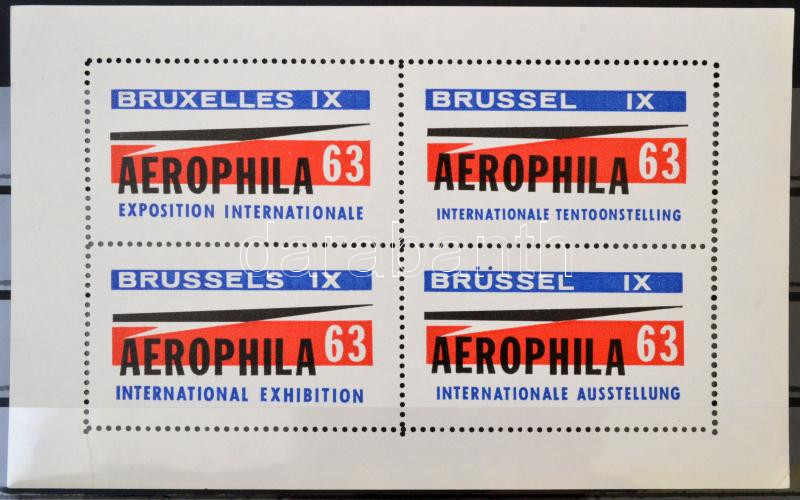 BRUXELLES IX
AEROPHILA 63
EXPOSITION INTERNATIONALE
BRUSSEL IX
AEROPHILA 63
INTERNATIONALE TENTOONSTELLING
BRUSSELS IX
AEROPHILA 63
INTERNATIONAL EXHIBITION
BRÜSSEL IX
AEROPHILA 63
INTERNATIONALE AUSSTELLUNG
darabanth